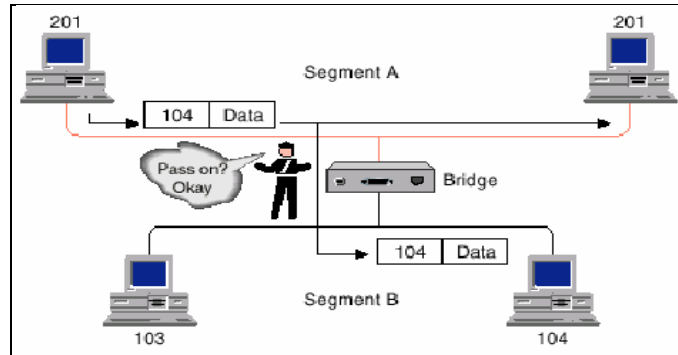 201
201
Segment A
104 Data
Pass on?
Okay
Bridge
104 Data
Segment B
103
104